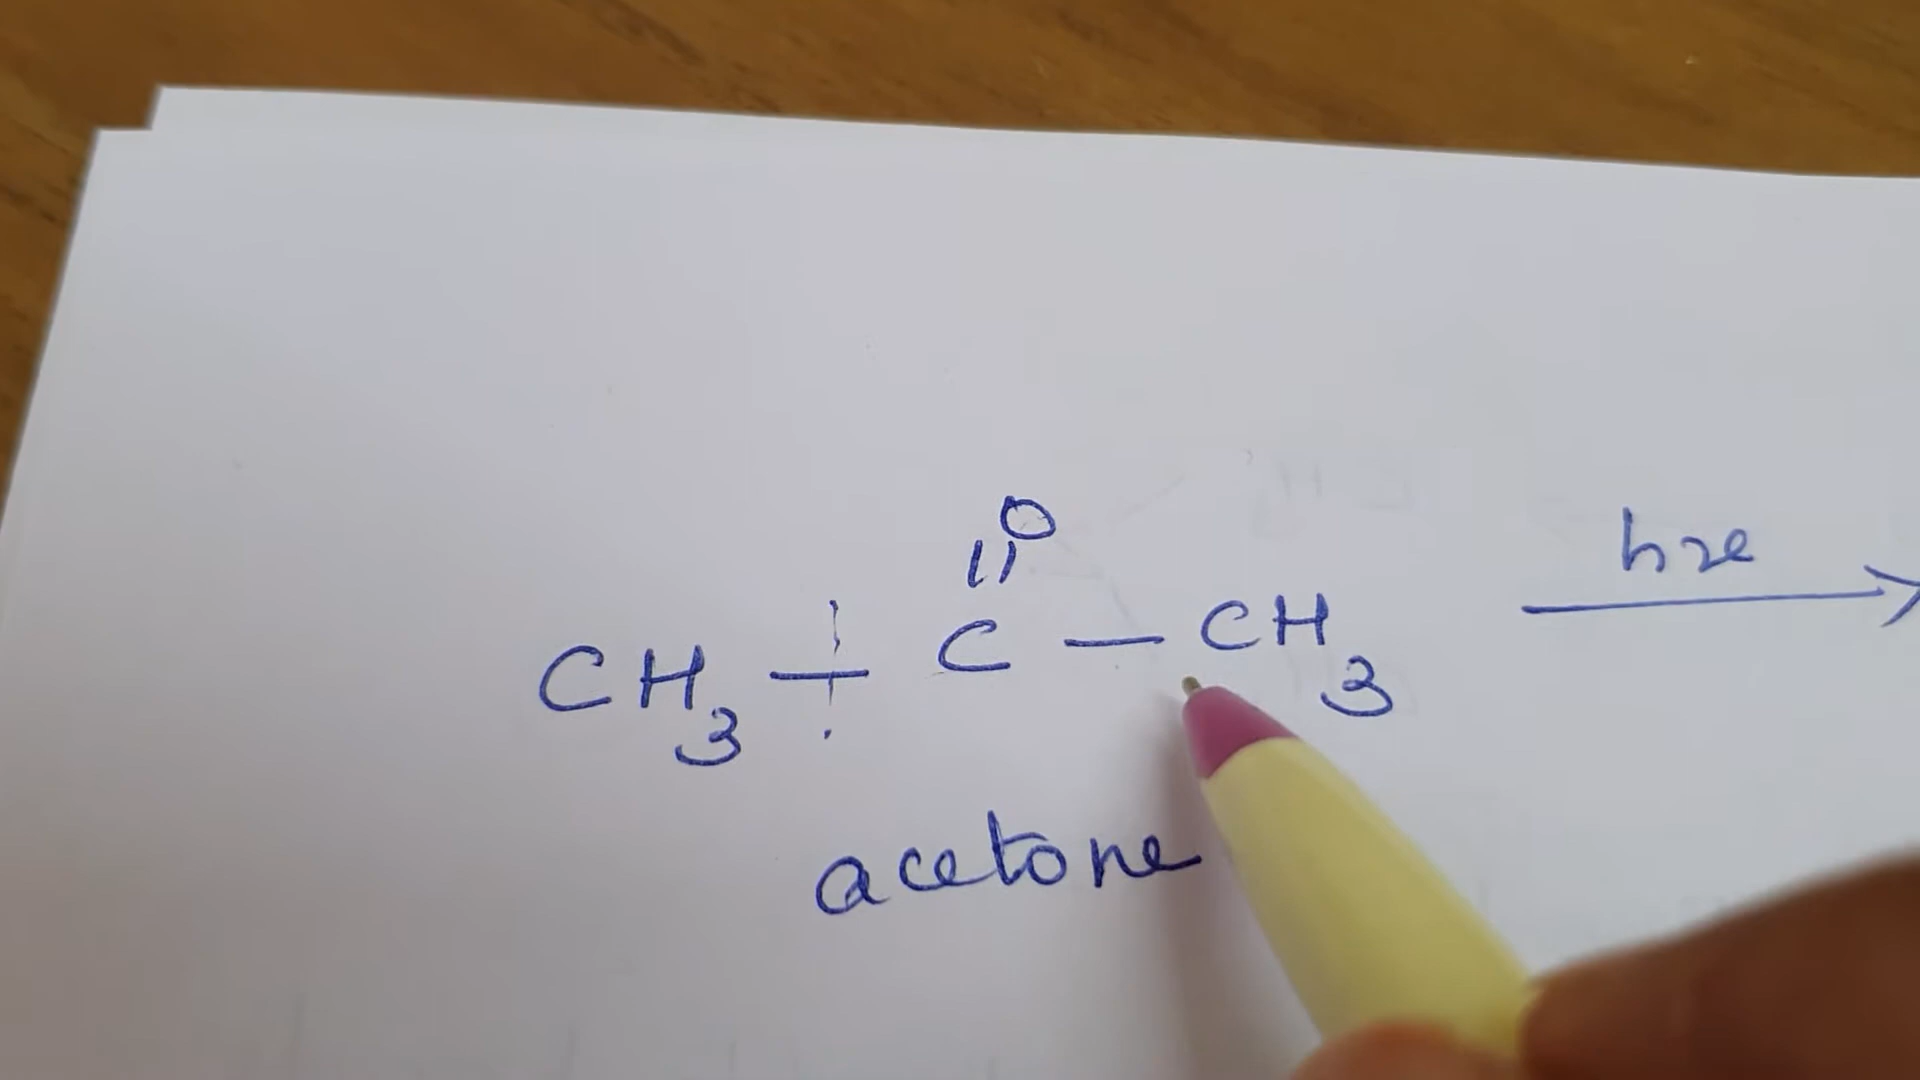 O
||
CH3 — C — CH3 hν
acetone